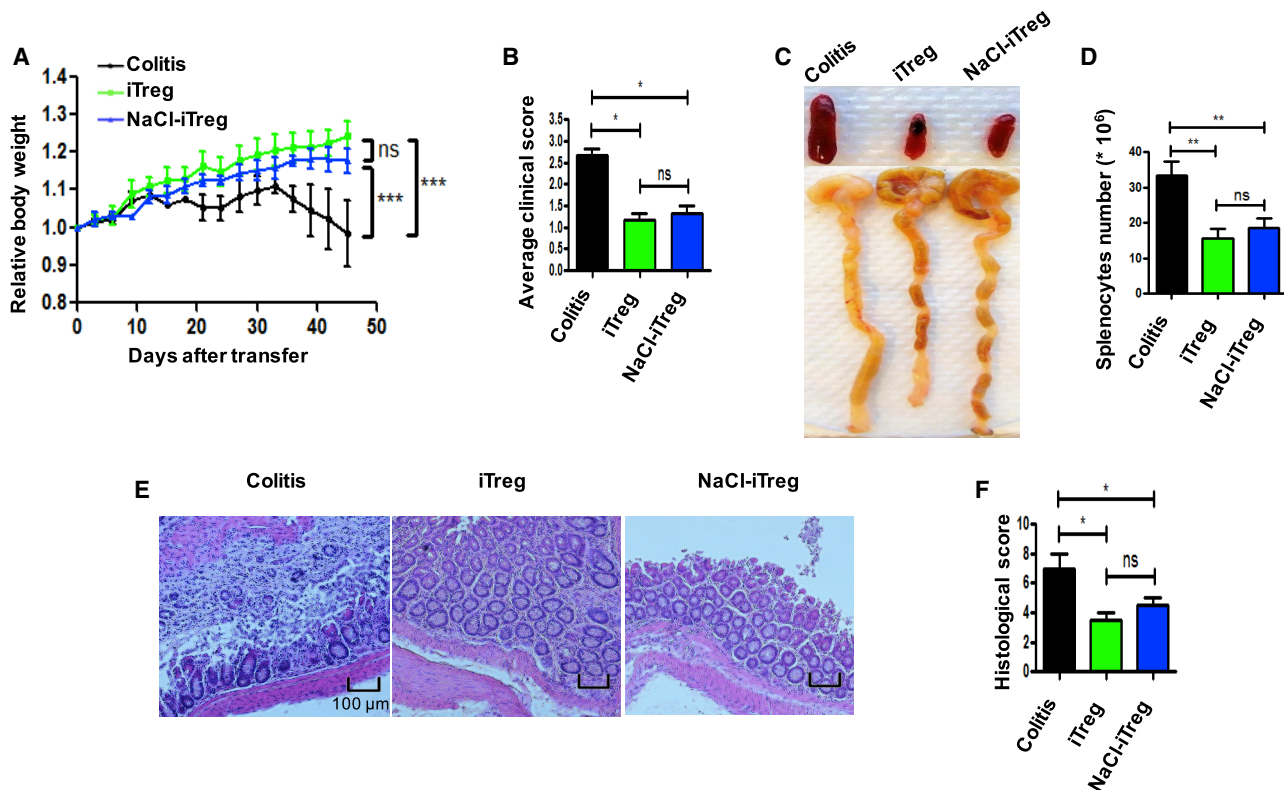 A
Colitis
iTreg
NaCl-iTreg
Relative body weight
1.4
1.3
1.2
1.1
1.0
0.9
0.8
0
10
20
30
40
50
Days after transfer
ns
***
***
B
Average clinical score
3.5
3.0
2.5
2.0
1.5
1.0
0.5
0.0
*
*
ns
Colitis
iTreg
NaCl-iTreg
C
Colitis
iTreg
NaCl-iTreg
D
Splenocytes number (* 10⁶)
40
30
20
10
0
**
**
ns
Colitis
iTreg
NaCl-iTreg
E
Colitis
iTreg
NaCl-iTreg
100 µm
F
Histological score
10
8
6
4
2
0
*
*
ns
Colitis
iTreg
NaCl-iTreg